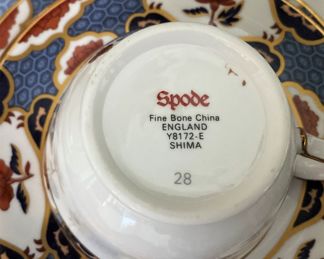 Spode
Fine Bone China
ENGLAND
Y8172-E
SHIMA
28